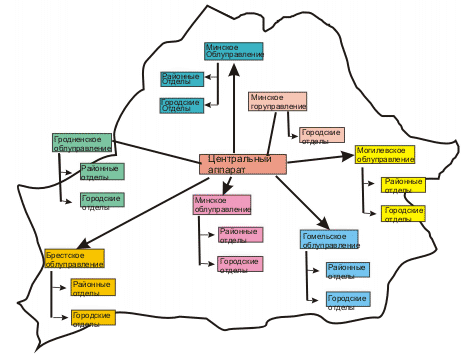 Минское
Облуправление
Районные
отделы
Городские
Отделы
Минское
горуправление
Городские
отделы
Гродненское
облуправление
Районные
отделы
Городские
отделы
Центральный
аппарат
Могилевское
облуправление
Районные
отделы
Городские
отделы
Минское
облуправление
Районные
отделы
Городские
отделы
Гомельское
облуправление
Районные
отделы
Городские
отделы
Брестское
облуправление
Районные
отделы
Городские
отделы